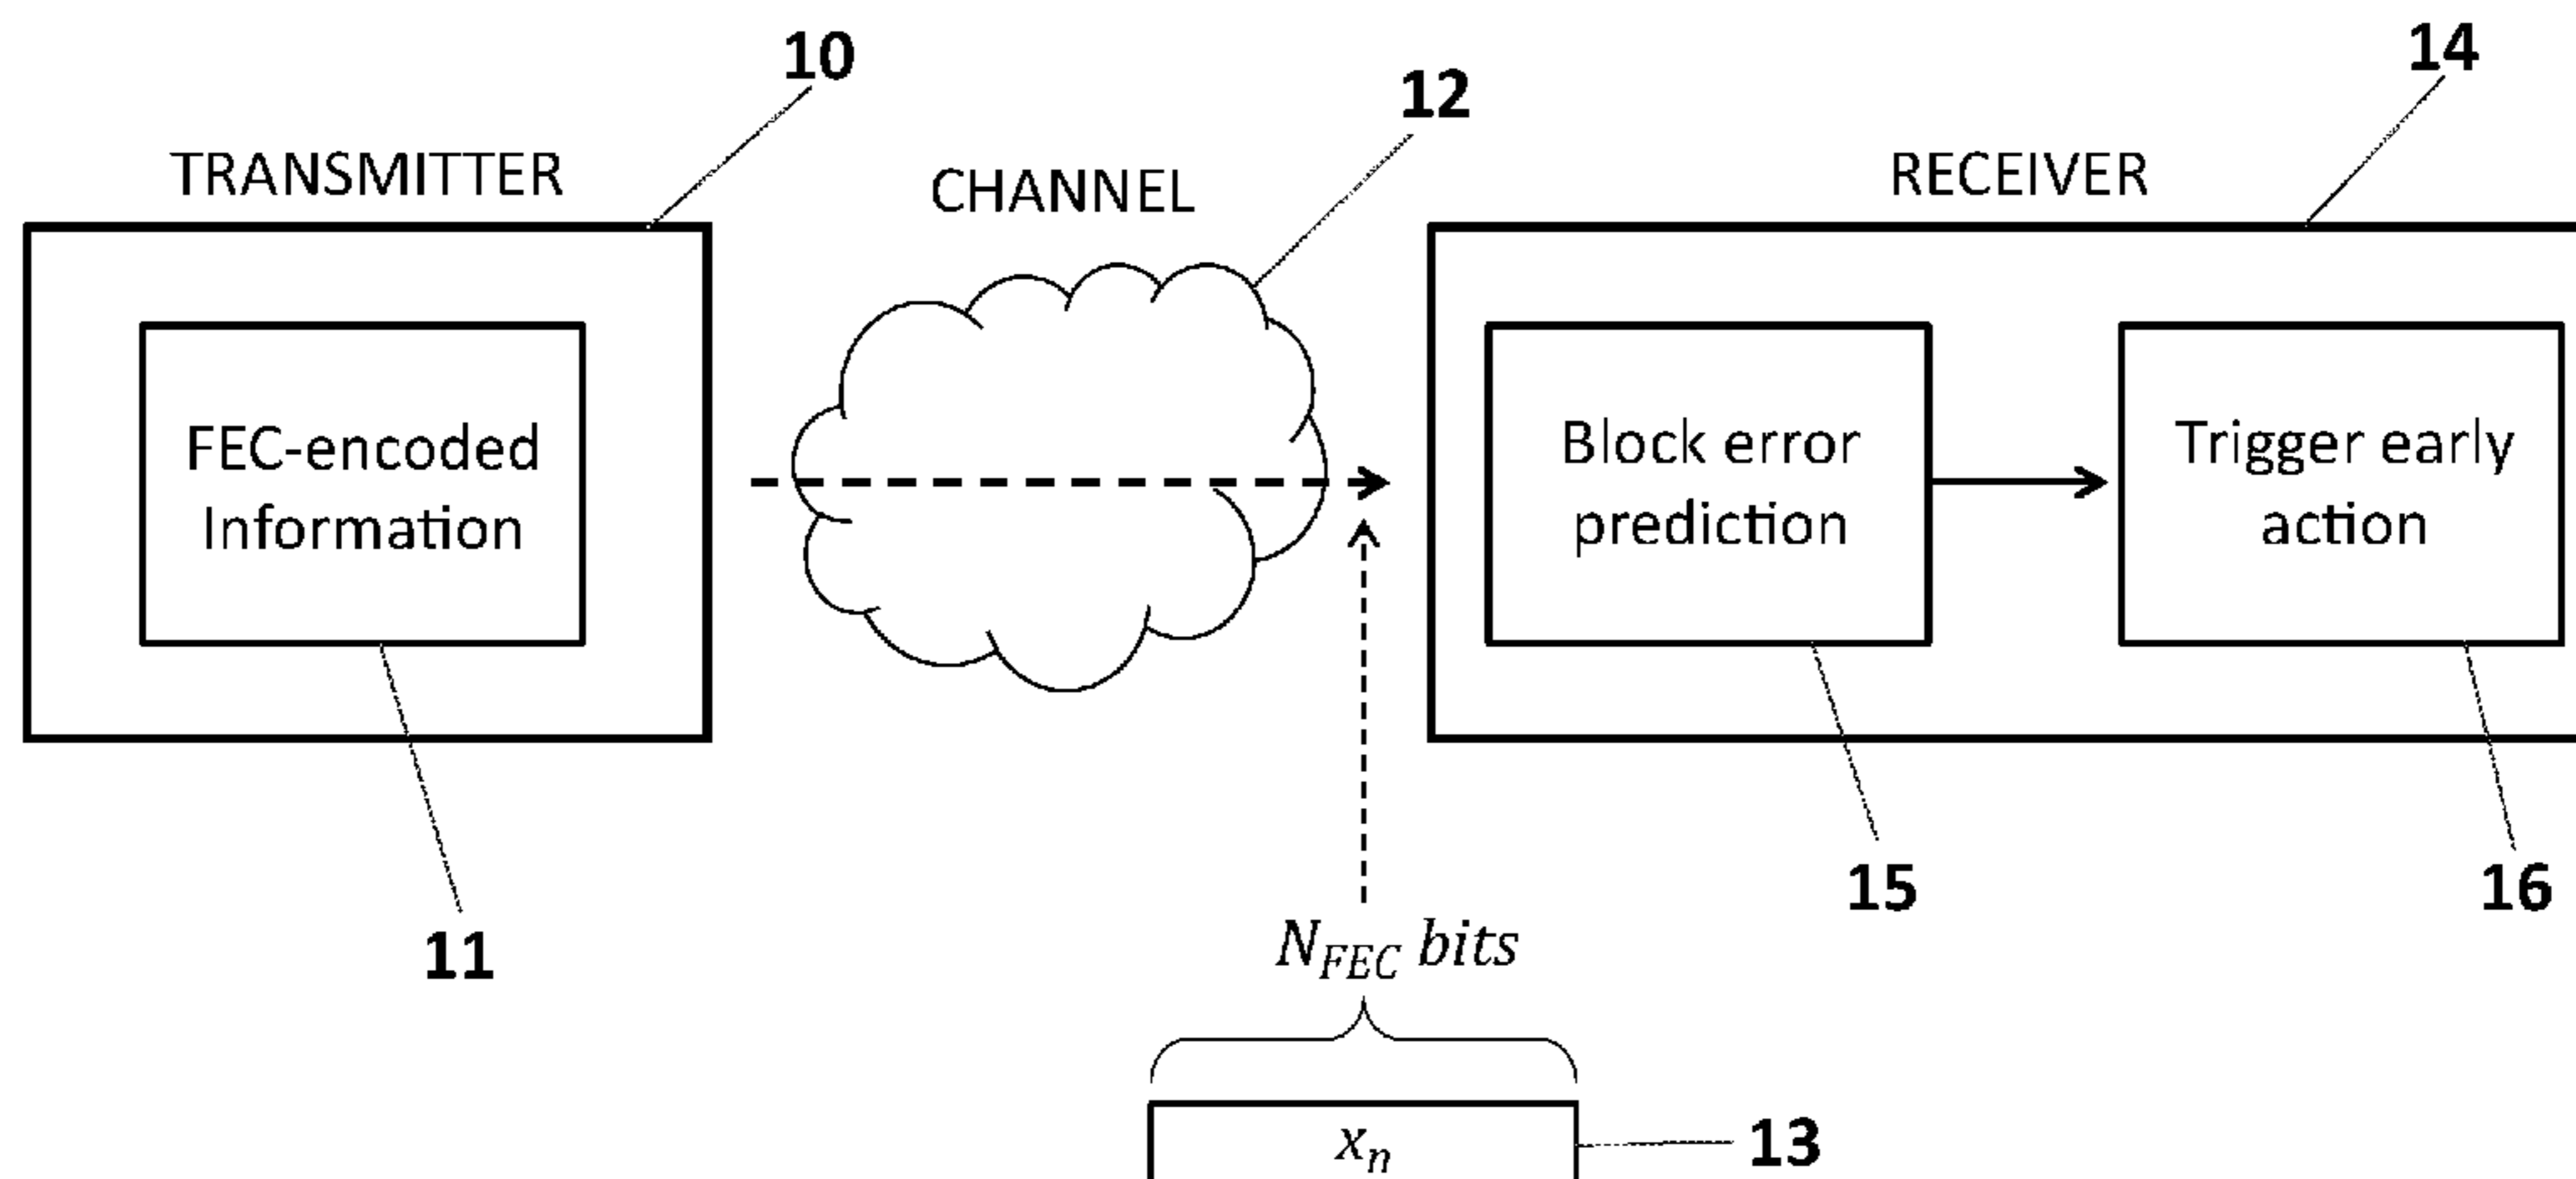 10
12
14
TRANSMITTER
CHANNEL
RECEIVER
FEC-encoded
Information
Block error
prediction
Trigger early
action
11
15
16
N_FEC bits
x_n
13